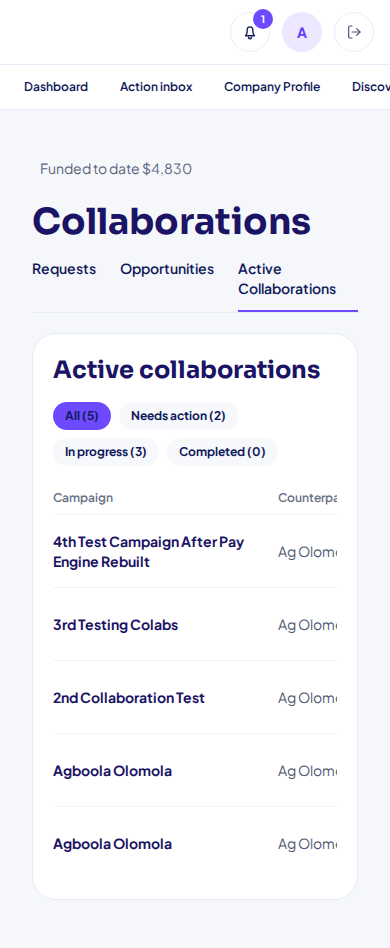 1
A
Dashboard Action inbox Company Profile Discov
Funded to date $4,830
Collaborations
Requests Opportunities Active
Collaborations
Active collaborations
All (5) Needs action (2)
In progress (3) Completed (0)
Campaign Counterpa
4th Test Campaign After Pay
Engine Rebuilt
Ag Olom
3rd Testing Colabs Ag Olom
2nd Collaboration Test Ag Olom
Agboola Olomola Ag Olom
Agboola Olomola Ag Olom